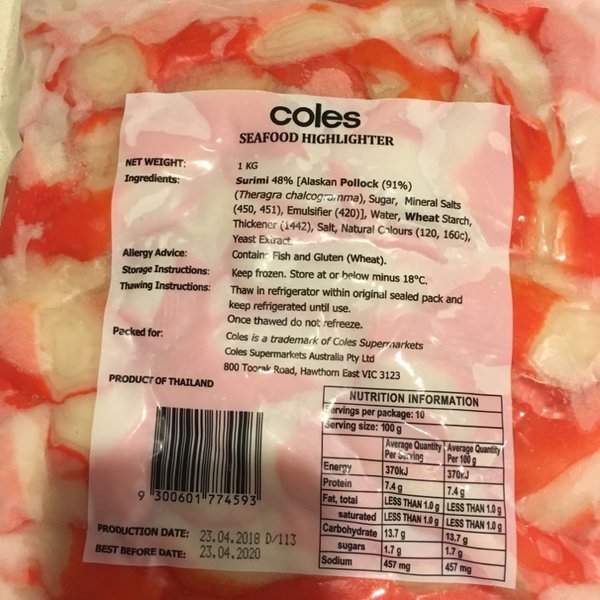 coles
SEAFOOD HIGHLIGHTER
NET WEIGHT: 1 KG
Ingredients: Surimi 48% [Alaskan Pollock (91%)
(Theragra chalcogramma), Sugar, Mineral Salts
(450, 451), Emulsifier (420)], Water, Wheat Starch,
Thickener (1442), Salt, Natural Colours (120, 160c),
Yeast Extract.
Allergy Advice: Contains Fish and Gluten (Wheat).
Storage Instructions: Keep frozen. Store at or below minus 18°C.
Thawing Instructions: Thaw in refrigerator within original sealed pack and
keep refrigerated until use.
Once thawed do not refreeze.
Packed for: Coles is a trademark of Coles Supermarkets
Coles Supermarkets Australia Pty Ltd
800 Toorak Road, Hawthorn East VIC 3123
PRODUCT OF THAILAND
NUTRITION INFORMATION
Servings per package: 10
Serving size: 100 g
Average Quantity Average Quantity
Per Serving Per 100 g
Energy 370kJ 370kJ
Protein 7.4 g 7.4 g
Fat, total LESS THAN 1.0 g LESS THAN 1.0 g
saturated LESS THAN 1.0 g LESS THAN 1.0 g
Carbohydrate 13.7 g 13.7 g
sugars 1.7 g 1.7 g
Sodium 457 mg 457 mg
9 300601 774593
PRODUCTION DATE: 23.04.2018 D/113
BEST BEFORE DATE: 23.04.2020